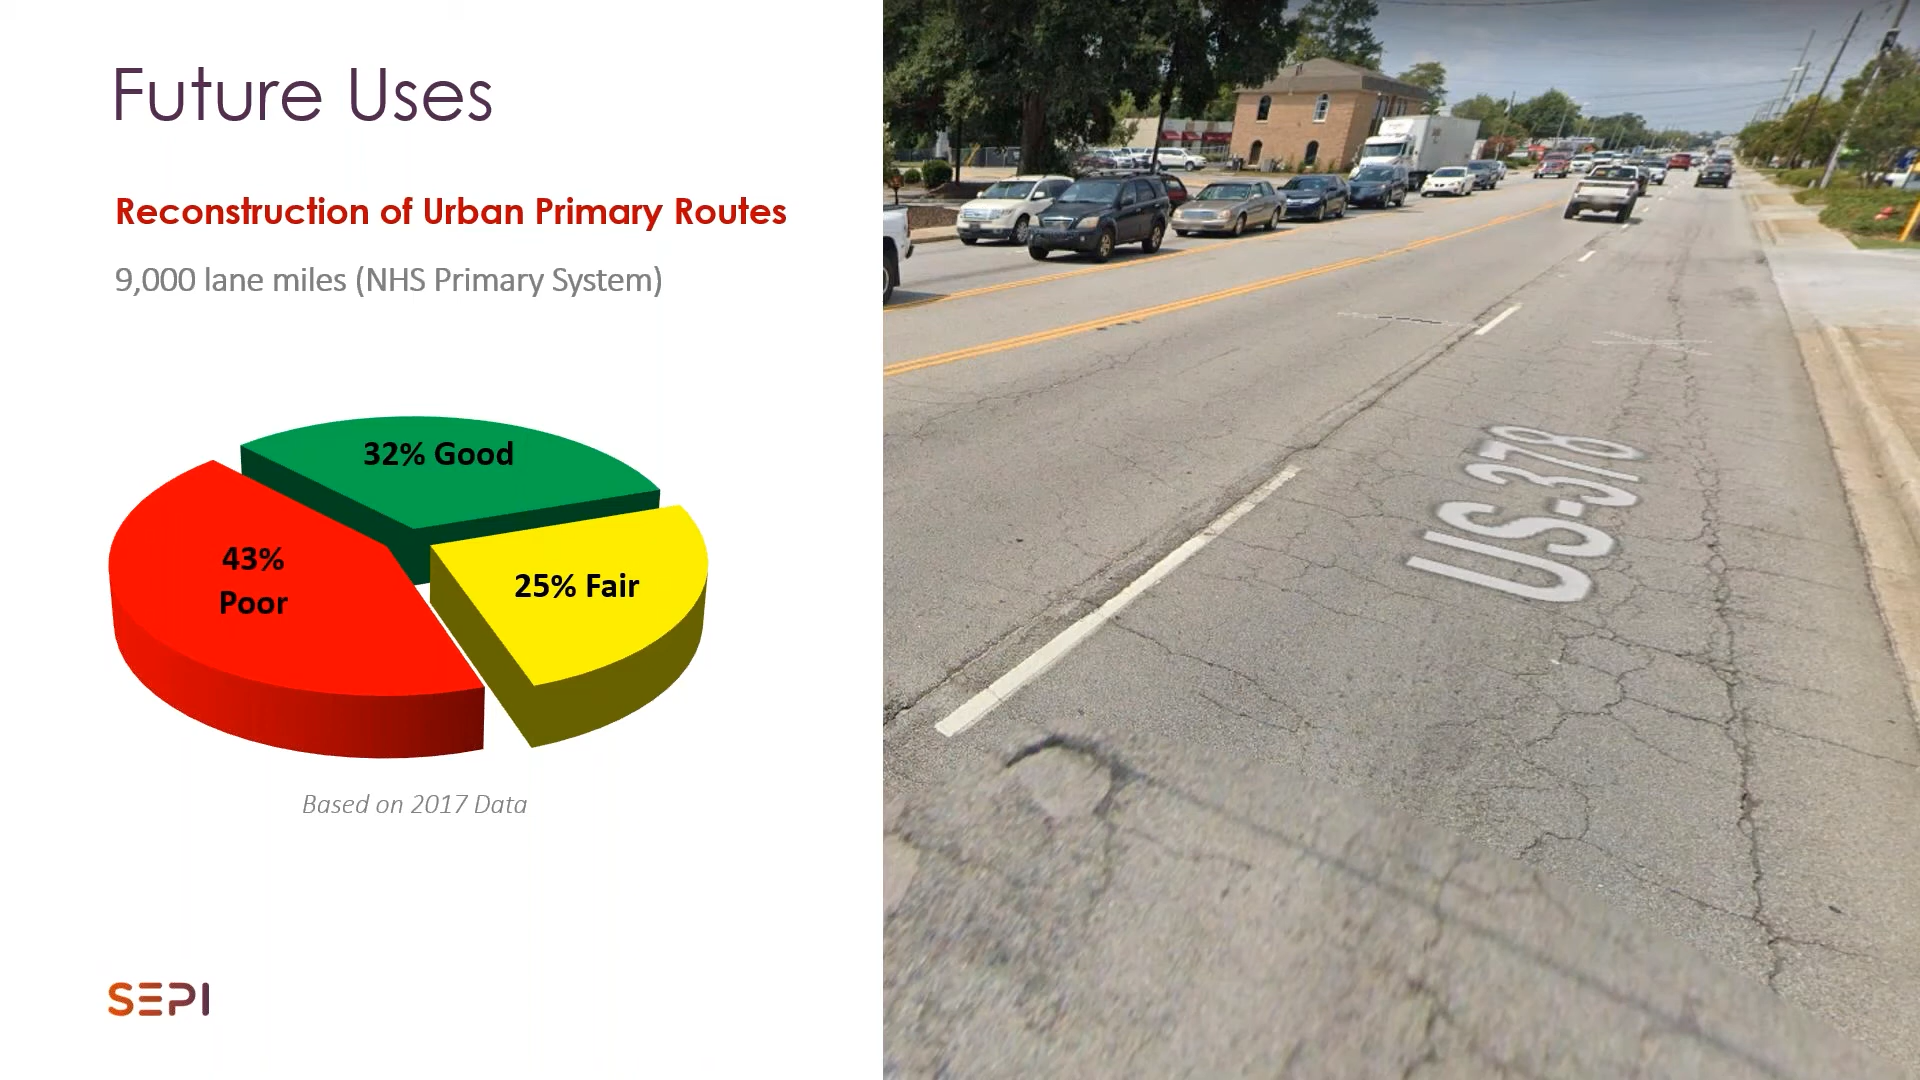 Future Uses
Reconstruction of Urban Primary Routes
9,000 lane miles (NHS Primary System)
32% Good
43%
Poor
25% Fair
Based on 2017 Data
SEPI
US-378